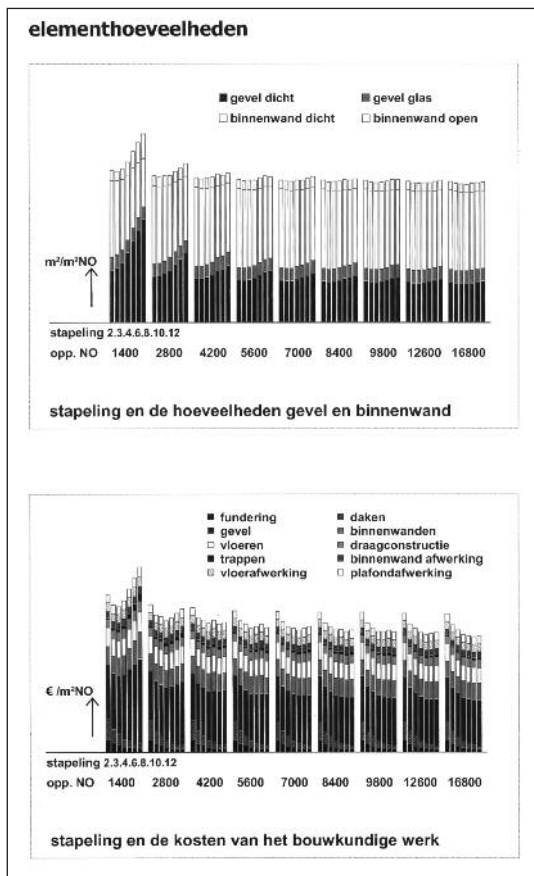 elementhoeveelheden
gevel dicht gevel glas
binnenwand dicht binnenwand open
m²/m²NO
stapeling 2.3.4.6.8.10.12
opp. NO 1400 2800 4200 5600 7000 8400 9800 12600 16800
stapeling en de hoeveelheden gevel en binnenwand
fundering daken
gevel binnenwanden
vloeren draagconstructie
trappen binnenwand afwerking
vloerafwerking plafondafwerking
€ /m²NO
stapeling 2.3.4.6.8.10.12
opp. NO 1400 2800 4200 5600 7000 8400 9800 12600 16800
stapeling en de kosten van het bouwkundige werk